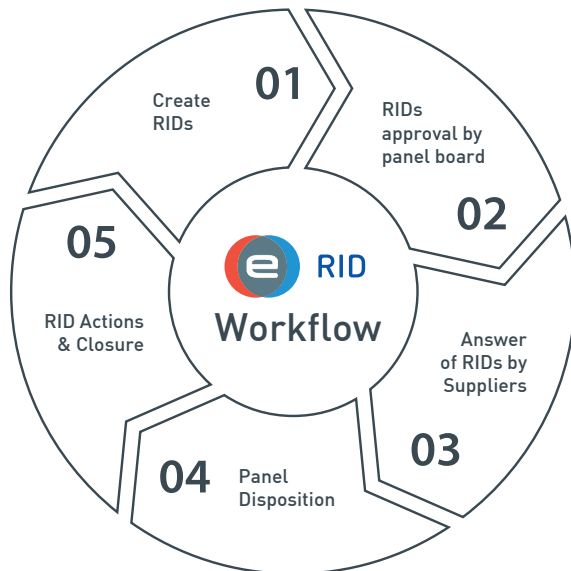 01
Create
RIDs
RIDs
approval by
panel board
02
Answer
of RIDs by
Suppliers
03
04
Panel
Disposition
05
RID Actions
& Closure
e RID
Workflow